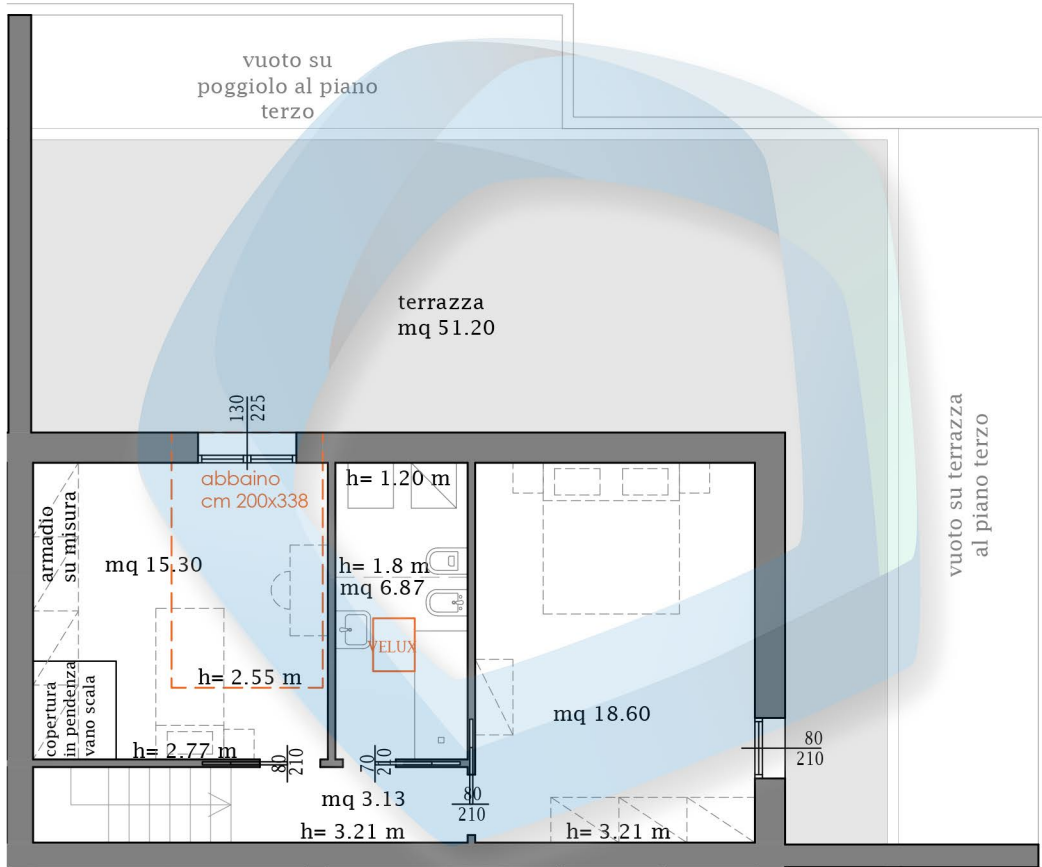 vuoto su
poggiolo al piano
terzo
terrazza
mq 51.20
vuoto su terrazza
al piano terzo
130
225
abbaino
cm 200x338
h= 1.20 m
armadio
su misura
mq 15.30
h= 1.8 m
mq 6.87
VELUX
h= 2.55 m
copertura
in pendenza
vano scala
h= 2.77 m
80
210
70
210
mq 18.60
80
210
mq 3.13
80
210
h= 3.21 m
h= 3.21 m